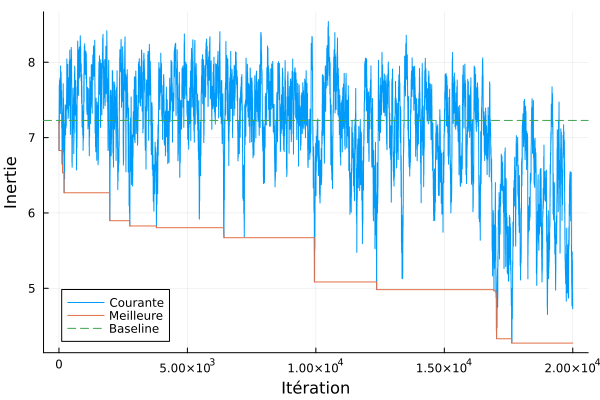 8
7
6
5
Inertie
Courante
Meilleure
Baseline
0 5.00×10³ 1.00×10⁴ 1.50×10⁴ 2.00×10⁴
Itération